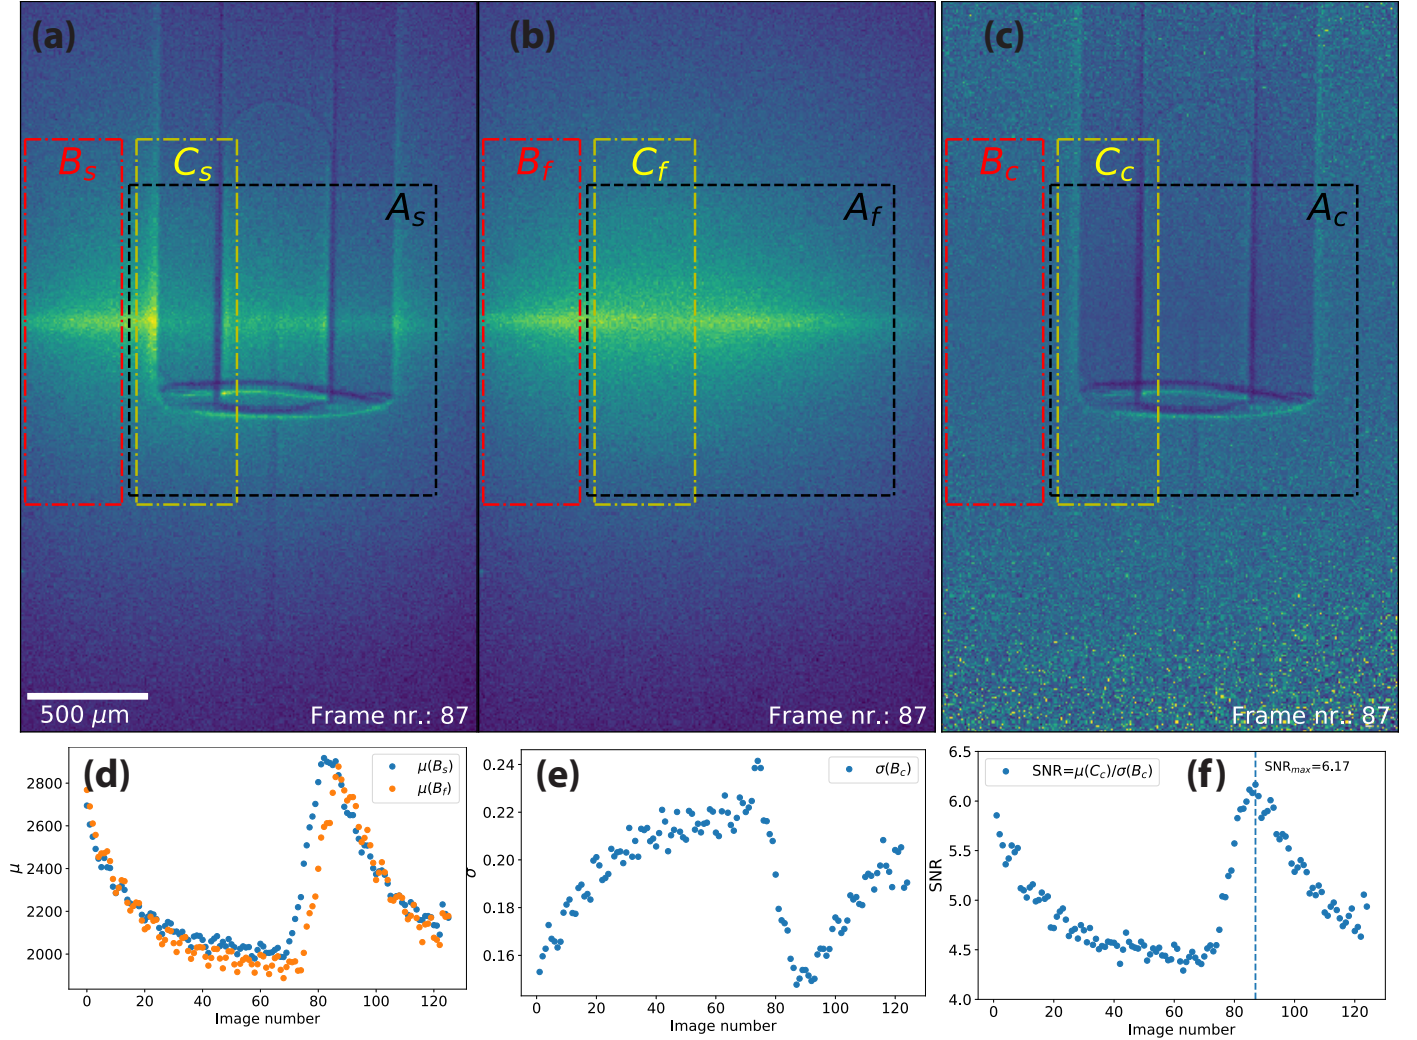 (a)
(b)
(c)
B_s
C_s
A_s
B_f
C_f
A_f
B_c
C_c
A_c
500 μm
Frame nr.: 87
Frame nr.: 87
Frame nr.: 87
(d)
μ(B_s)
μ(B_f)
μ
2800
2600
2400
2200
2000
0
20
40
60
80
100
120
Image number
(e)
σ(B_c)
σ
0.24
0.22
0.20
0.18
0.16
0
20
40
60
80
100
120
Image number
(f)
SNR=μ(C_c)/σ(B_c)
SNR_max=6.17
SNR
6.5
6.0
5.5
5.0
4.5
4.0
0
20
40
60
80
100
120
Image number